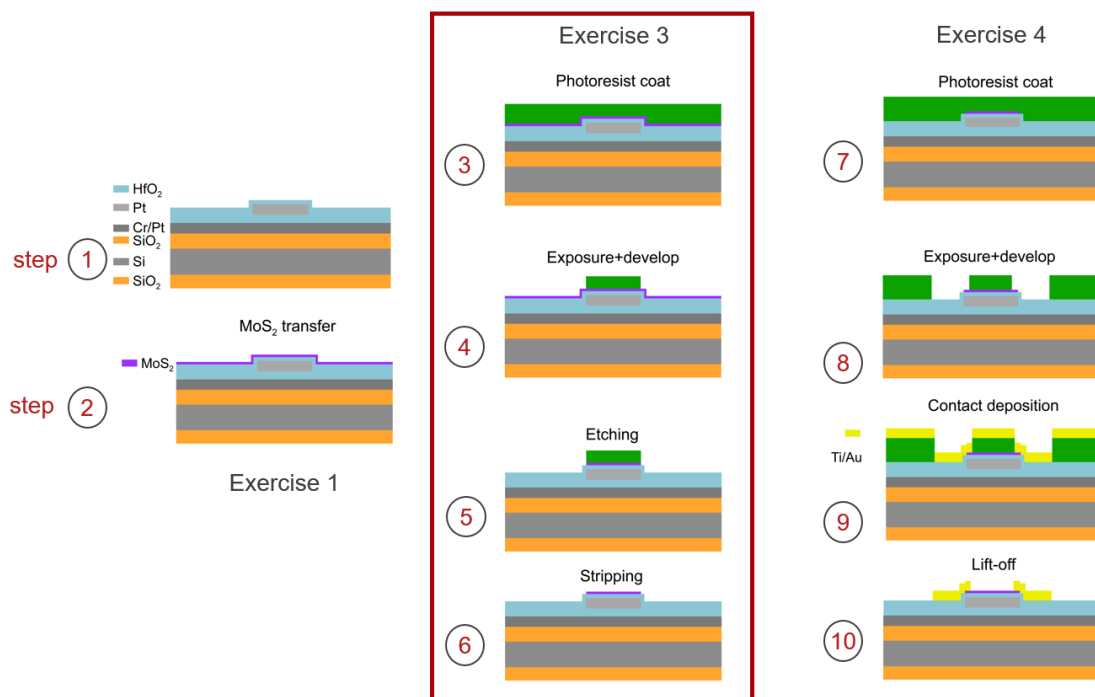 HfO₂
Pt
Cr/Pt
SiO₂
step 1
Si
SiO₂
MoS₂ transfer
MoS₂
step 2
Exercise 1
Exercise 3
Photoresist coat
3
Exposure+develop
4
Etching
5
Stripping
6
Exercise 4
Photoresist coat
7
Exposure+develop
8
Contact deposition
Ti/Au
9
Lift-off
10